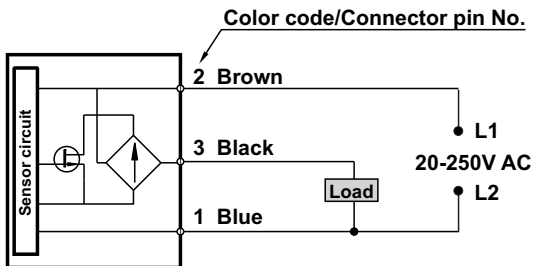 Color code/Connector pin No.
2 Brown
L1
3 Black
20-250V AC
Load
L2
1 Blue
Sensor circuit